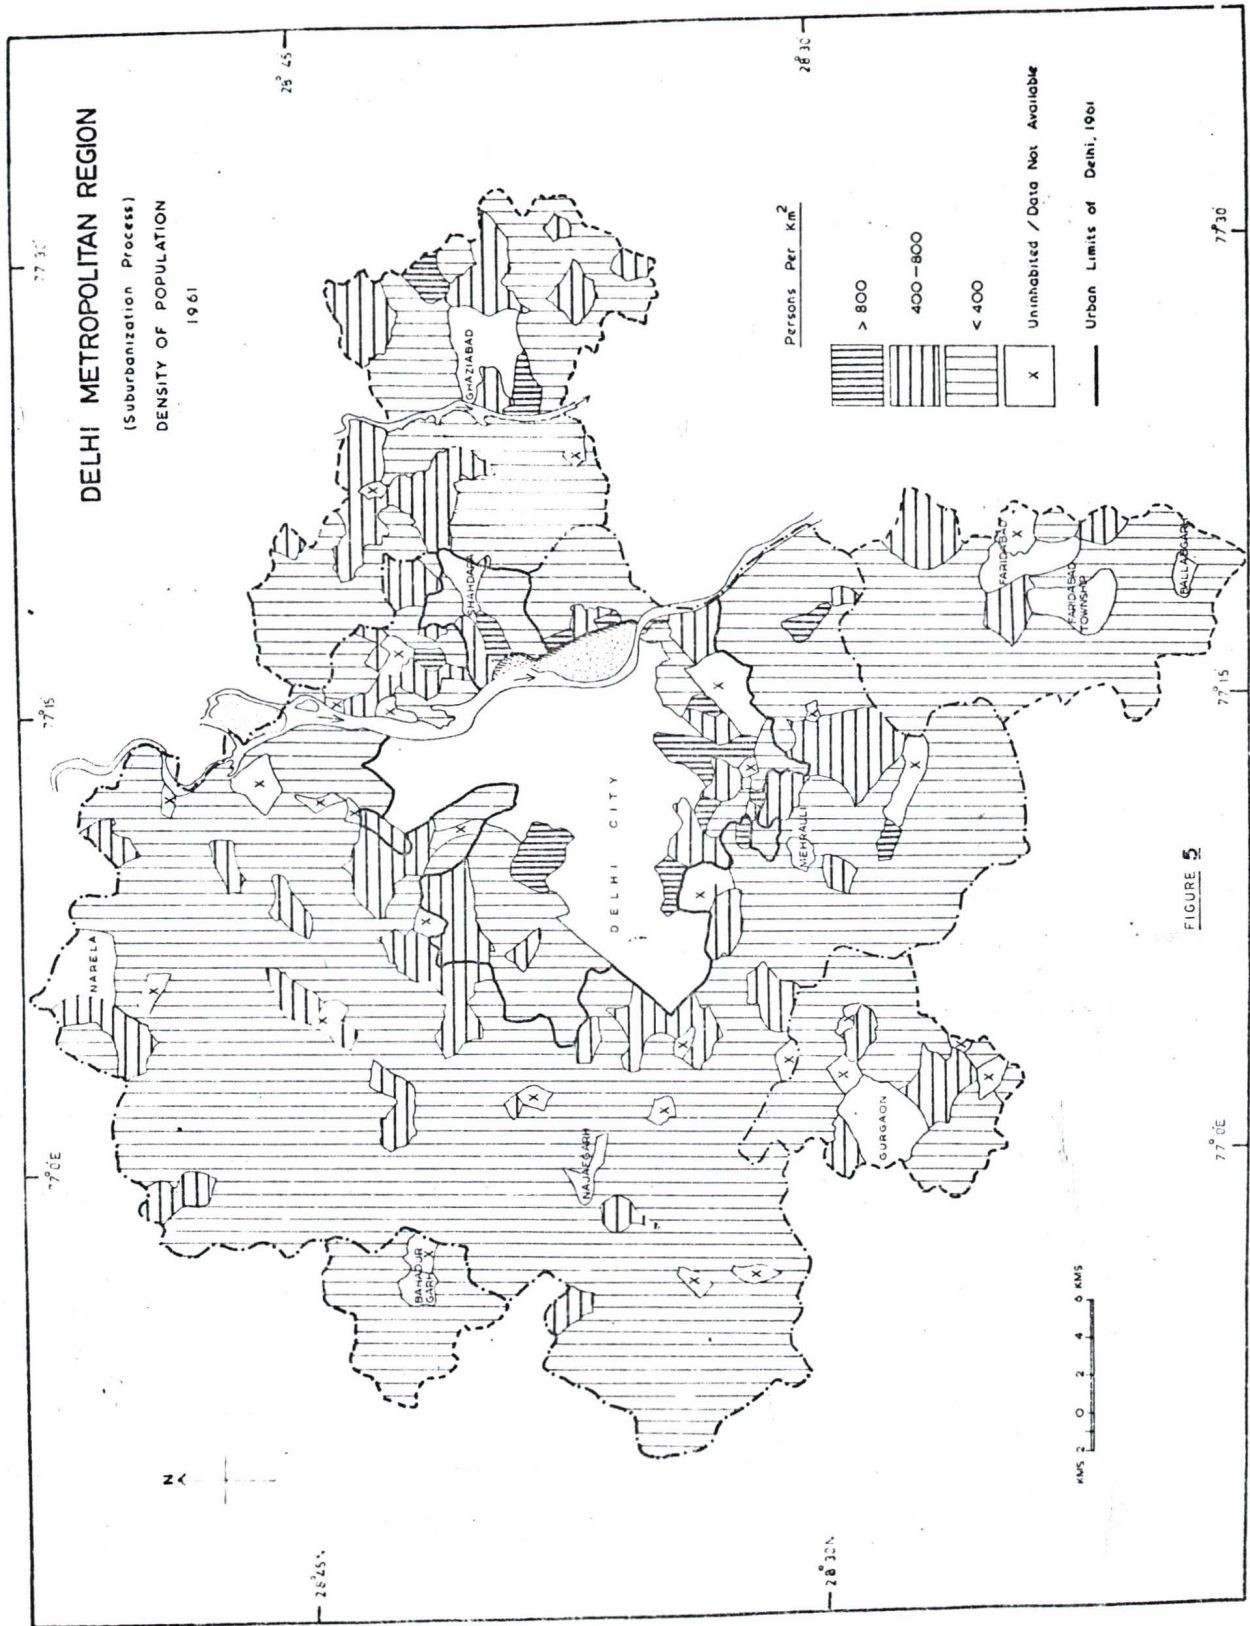 DELHI METROPOLITAN REGION
(Suburbanization Process)
DENSITY OF POPULATION
1961
77°0'E
77°15'
77°30'
28°45'N
28°45'
28°30'N
28°30'
77°0'E
77°15'
77°30'
N
NARELA
BAHADUR
GARH
X
NAJAFGARH
DELHI CITY
SHAHDARA
GHAZIABAD
MEHRAULI
GURGAON
FARIDABAD
FARIDABAD
TOWNSHIP
BALLABGARH
Persons Per Km²
> 800
400-800
< 400
X Uninhabited / Data Not Available
Urban Limits of Delhi, 1961
KMS 2 0 2 4 6 KMS
FIGURE 5